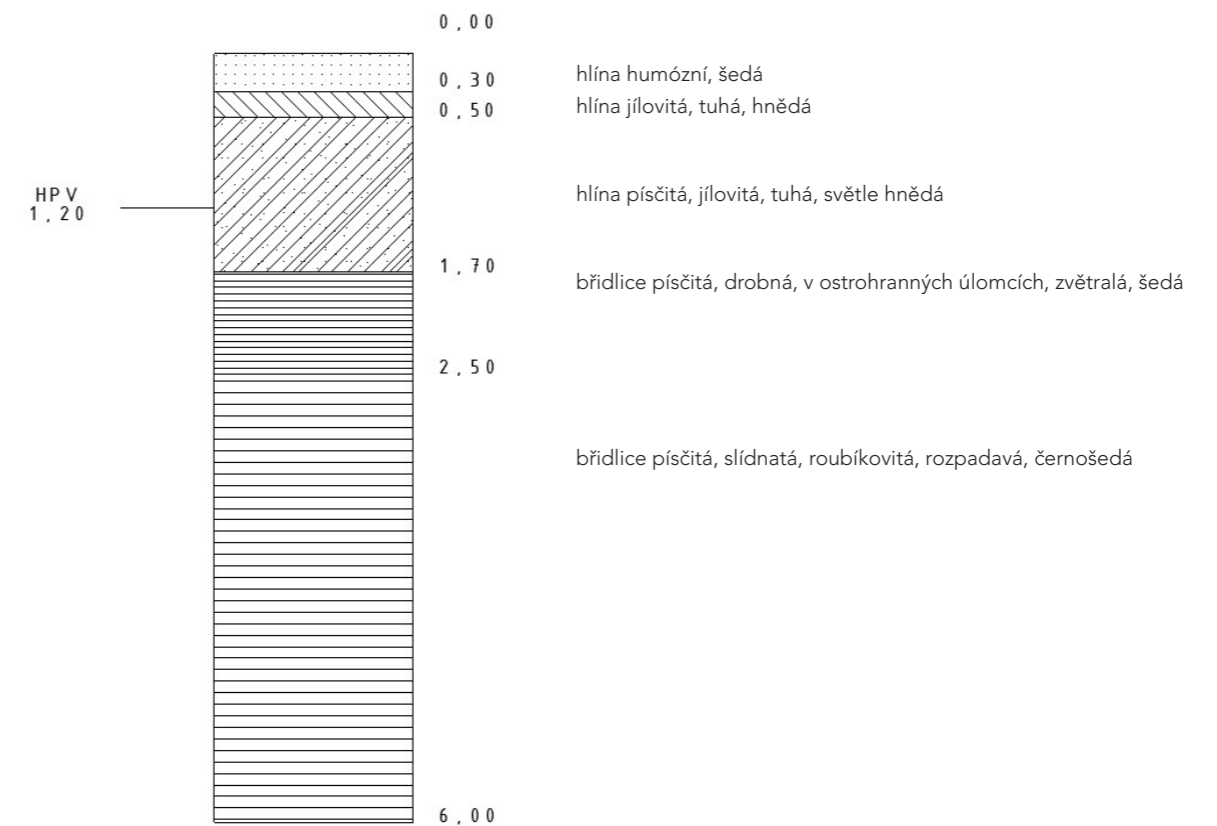 0,00
0,30 hlína humózní, šedá
0,50 hlína jílovitá, tuhá, hnědá
HPV
1,20
hlína písčitá, jílovitá, tuhá, světle hnědá
1,70
břidlice písčitá, drobná, v ostrohranných úlomcích, zvětralá, šedá
2,50
břidlice písčitá, slídnatá, roubíkovitá, rozpadavá, černošedá
6,00